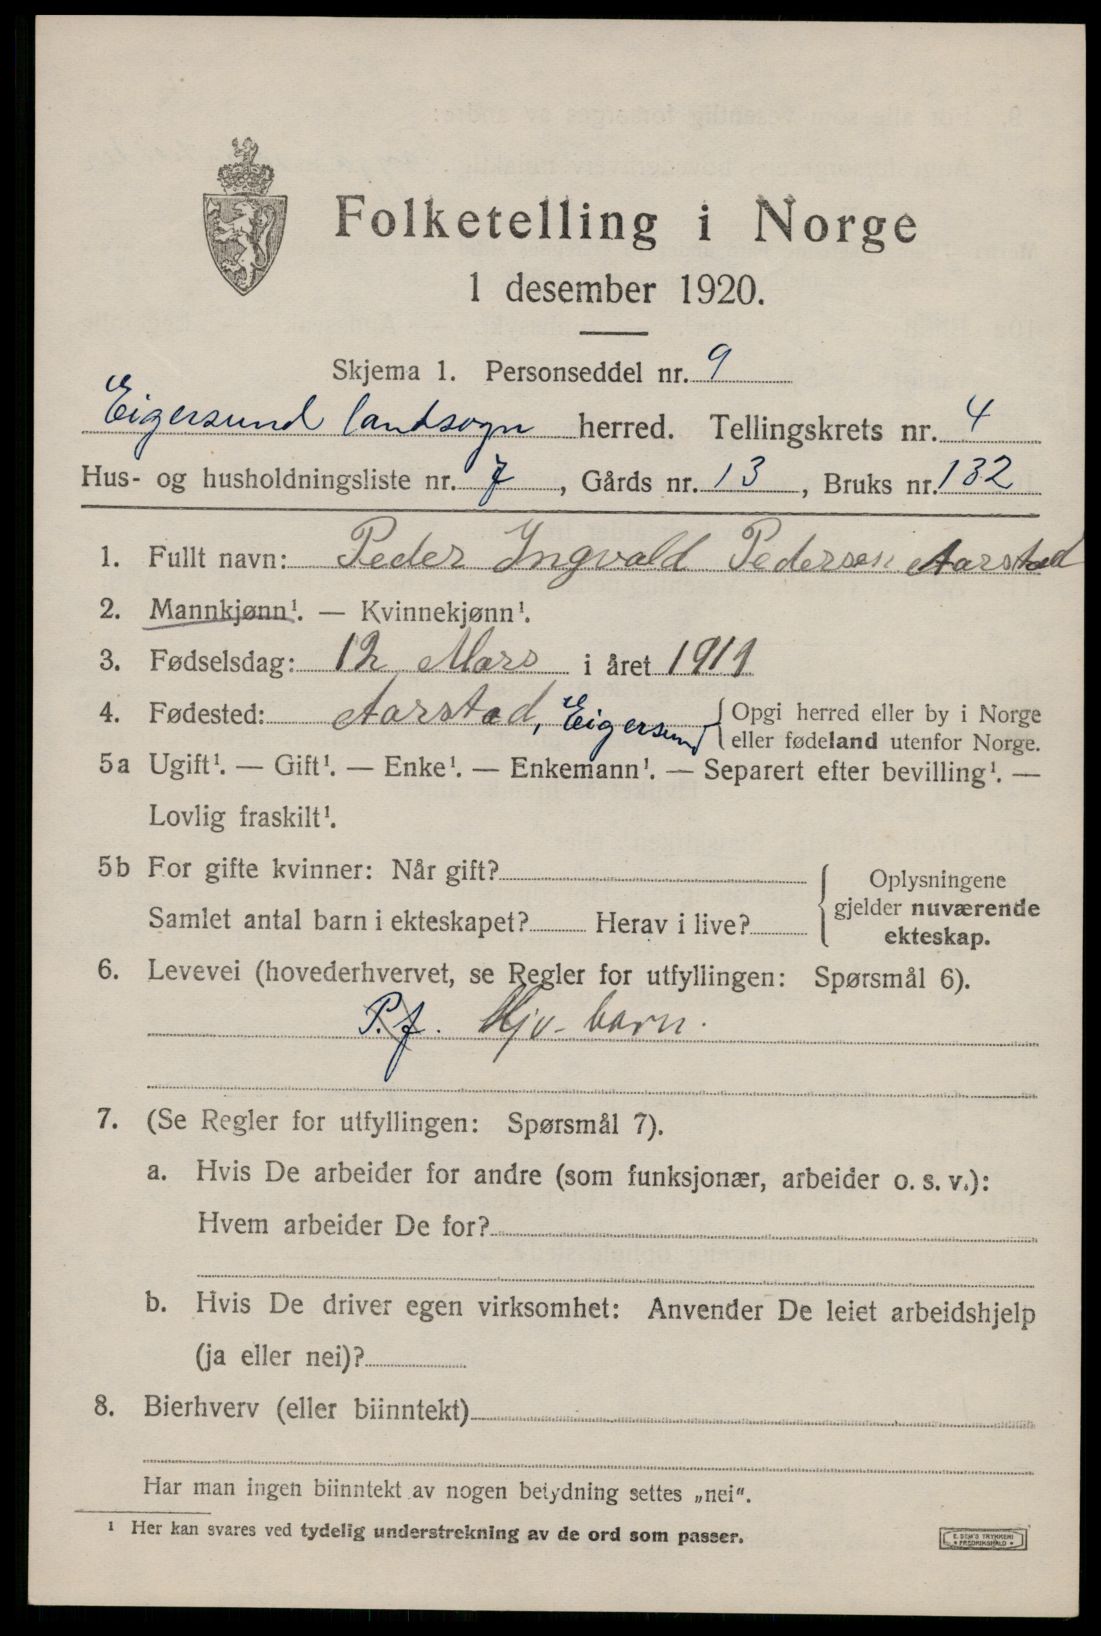 Folketelling i Norge
1 desember 1920.
Skjema 1. Personseddel nr. 9
Eigersund landsogn herred. Tellingskrets nr. 4
Hus- og husholdningsliste nr. 7, Gårds nr. 13, Bruks nr. 132
1. Fullt navn: Peder Ingvald Pedersen Aarstad
2. Mannkjønn¹. — Kvinnekjønn¹.
3. Fødselsdag: 12 Mars i året 1911
4. Fødested: Aarstad, Eigersund { Opgi herred eller by i Norge
eller fødeland utenfor Norge.
5a Ugift¹. — Gift¹. — Enke¹. — Enkemann¹. — Separert efter bevilling¹. —
Lovlig fraskilt¹.
5b For gifte kvinner: Når gift?
Samlet antal barn i ekteskapet? Herav i live?
{ Oplysningene
gjelder nuværende
ekteskap.
6. Levevei (hovederhvervet, se Regler for utfyllingen: Spørsmål 6).
barn.
7. (Se Regler for utfyllingen: Spørsmål 7).
a. Hvis De arbeider for andre (som funksjonær, arbeider o. s. v.):
Hvem arbeider De for?
b. Hvis De driver egen virksomhet: Anvender De leiet arbeidshjelp
(ja eller nei)?
8. Bierhverv (eller biinntekt)
Har man ingen biinntekt av nogen betydning settes „nei“.
¹ Her kan svares ved tydelig understrekning av de ord som passer.
E. SEM'S TRYKKERI
FREDRIKSHALD